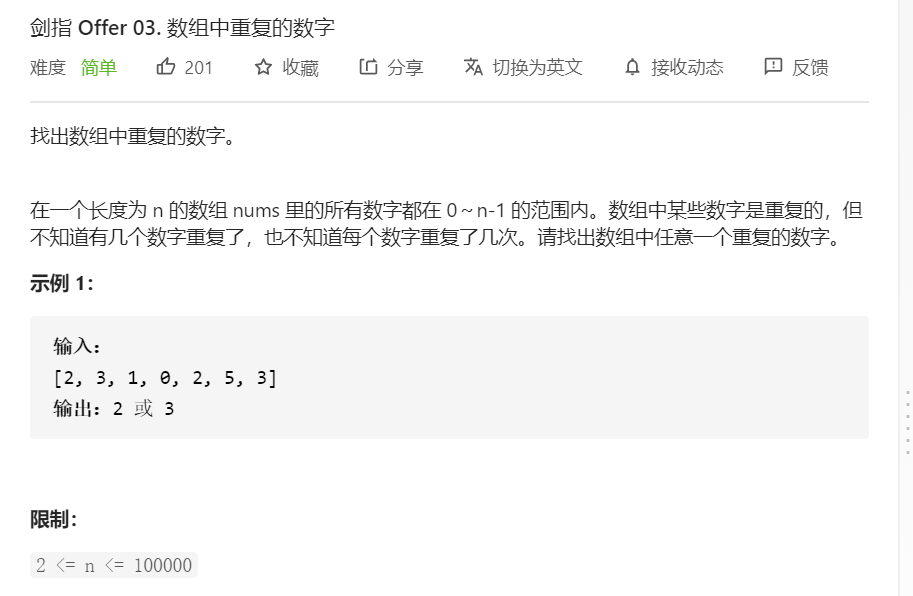 剑指 Offer 03. 数组中重复的数字
难度 简单 201 收藏 分享 切换为英文 接收动态 反馈
找出数组中重复的数字。
在一个长度为 n 的数组 nums 里的所有数字都在 0～n-1 的范围内。数组中某些数字是重复的，但
不知道有几个数字重复了，也不知道每个数字重复了几次。请找出数组中任意一个重复的数字。
示例 1：
输入：
[2, 3, 1, 0, 2, 5, 3]
输出：2 或 3
限制：
2 <= n <= 100000